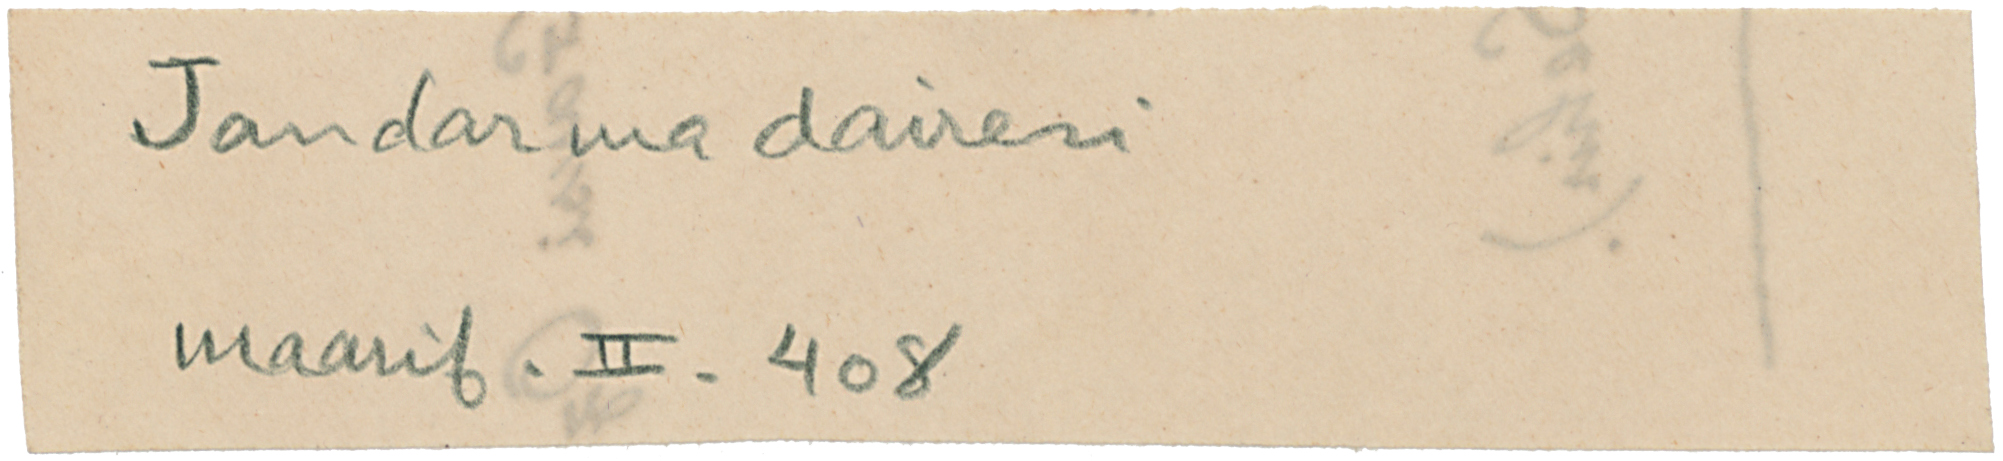 Jandarma dairesi
maarif. II. 408